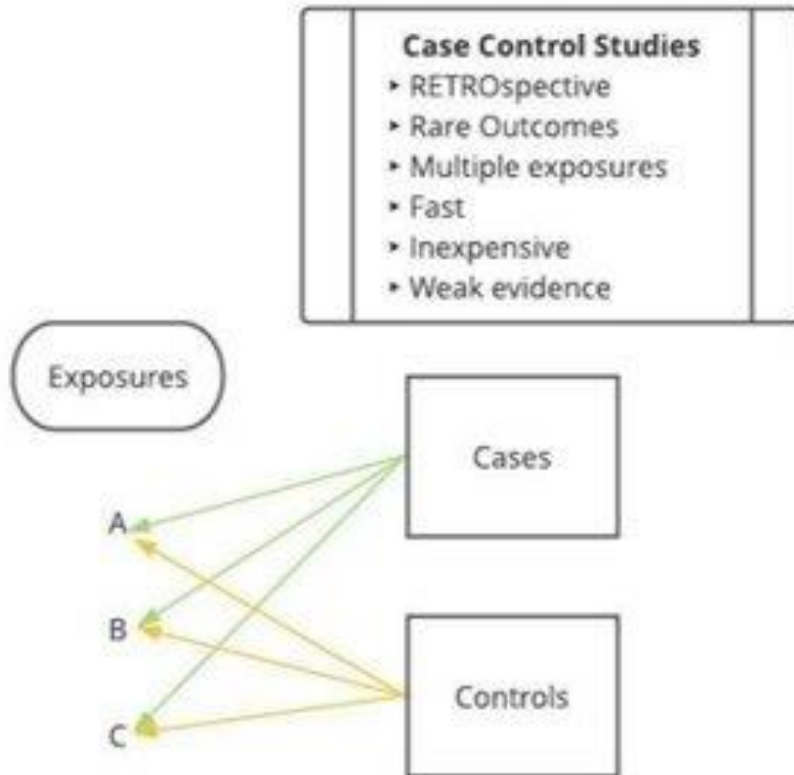 Case Control Studies
‣ RETROspective
‣ Rare Outcomes
‣ Multiple exposures
‣ Fast
‣ Inexpensive
‣ Weak evidence
Exposures
Cases
A
B
Controls
C